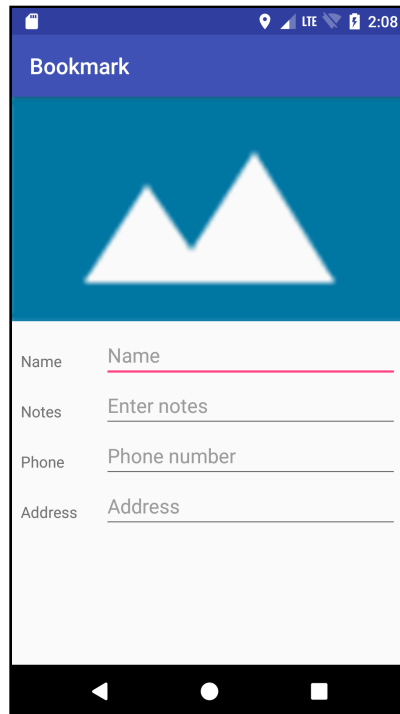 LTE 2:08
Bookmark
Name Name
Notes Enter notes
Phone Phone number
Address Address